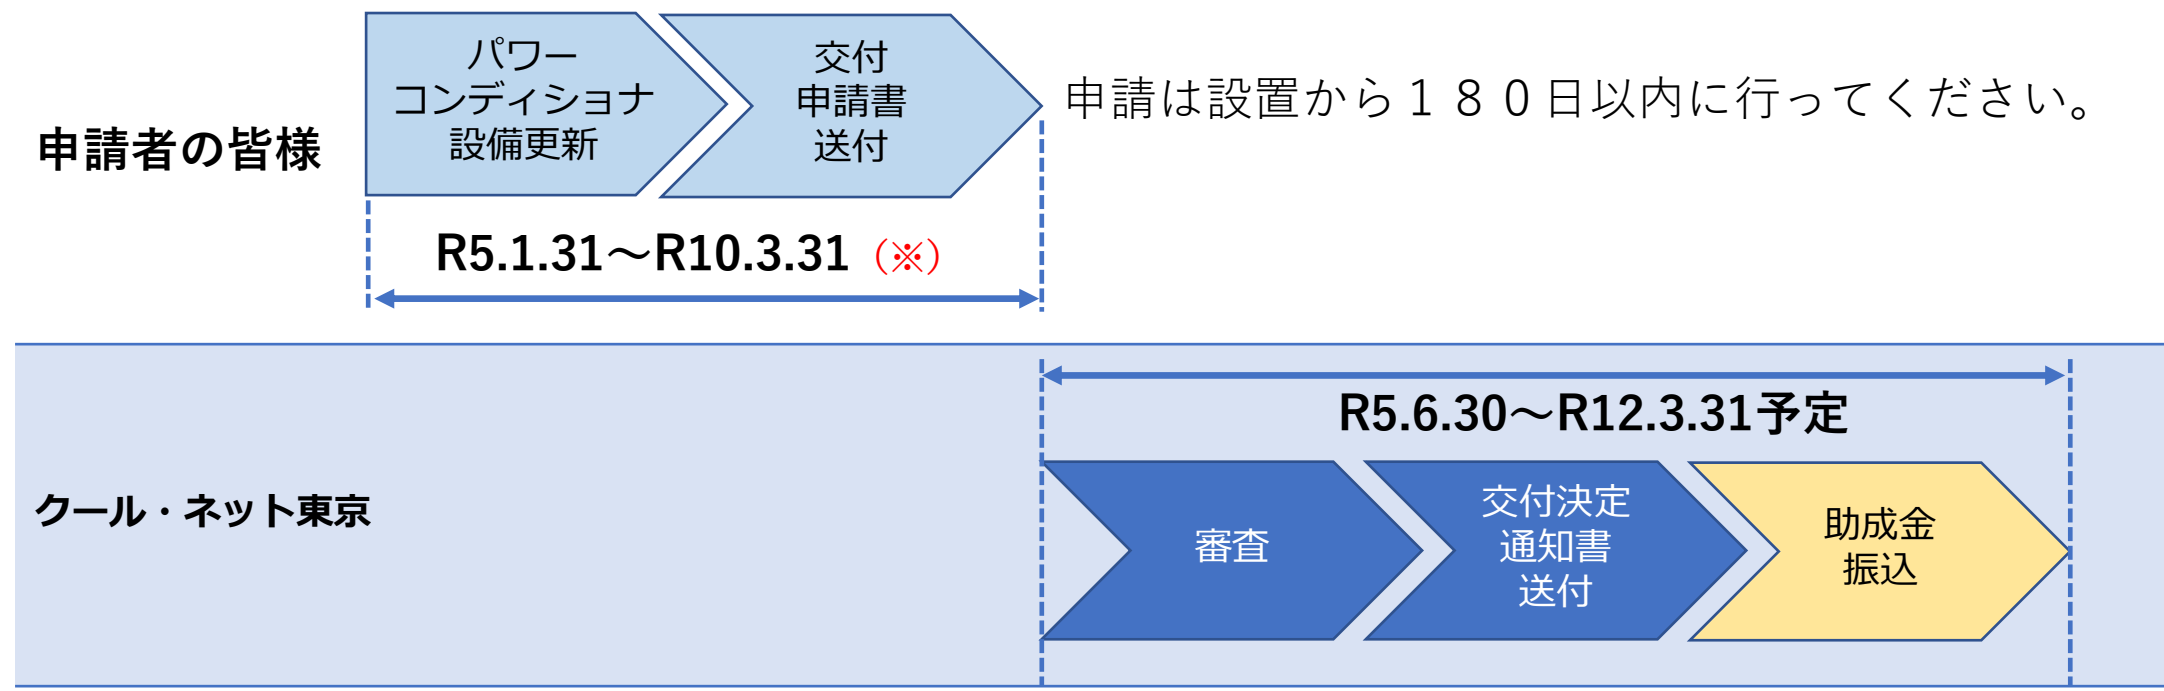 申請者の皆様
パワー
コンディショナ
設備更新
交付
申請書
送付
申請は設置から１８０日以内に行ってください。
R5.1.31～R10.3.31（※）
クール・ネット東京
R5.6.30～R12.3.31予定
審査
交付決定
通知書
送付
助成金
振込